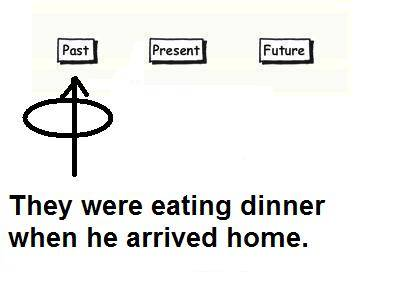 Past Present Future
They were eating dinner
when he arrived home.